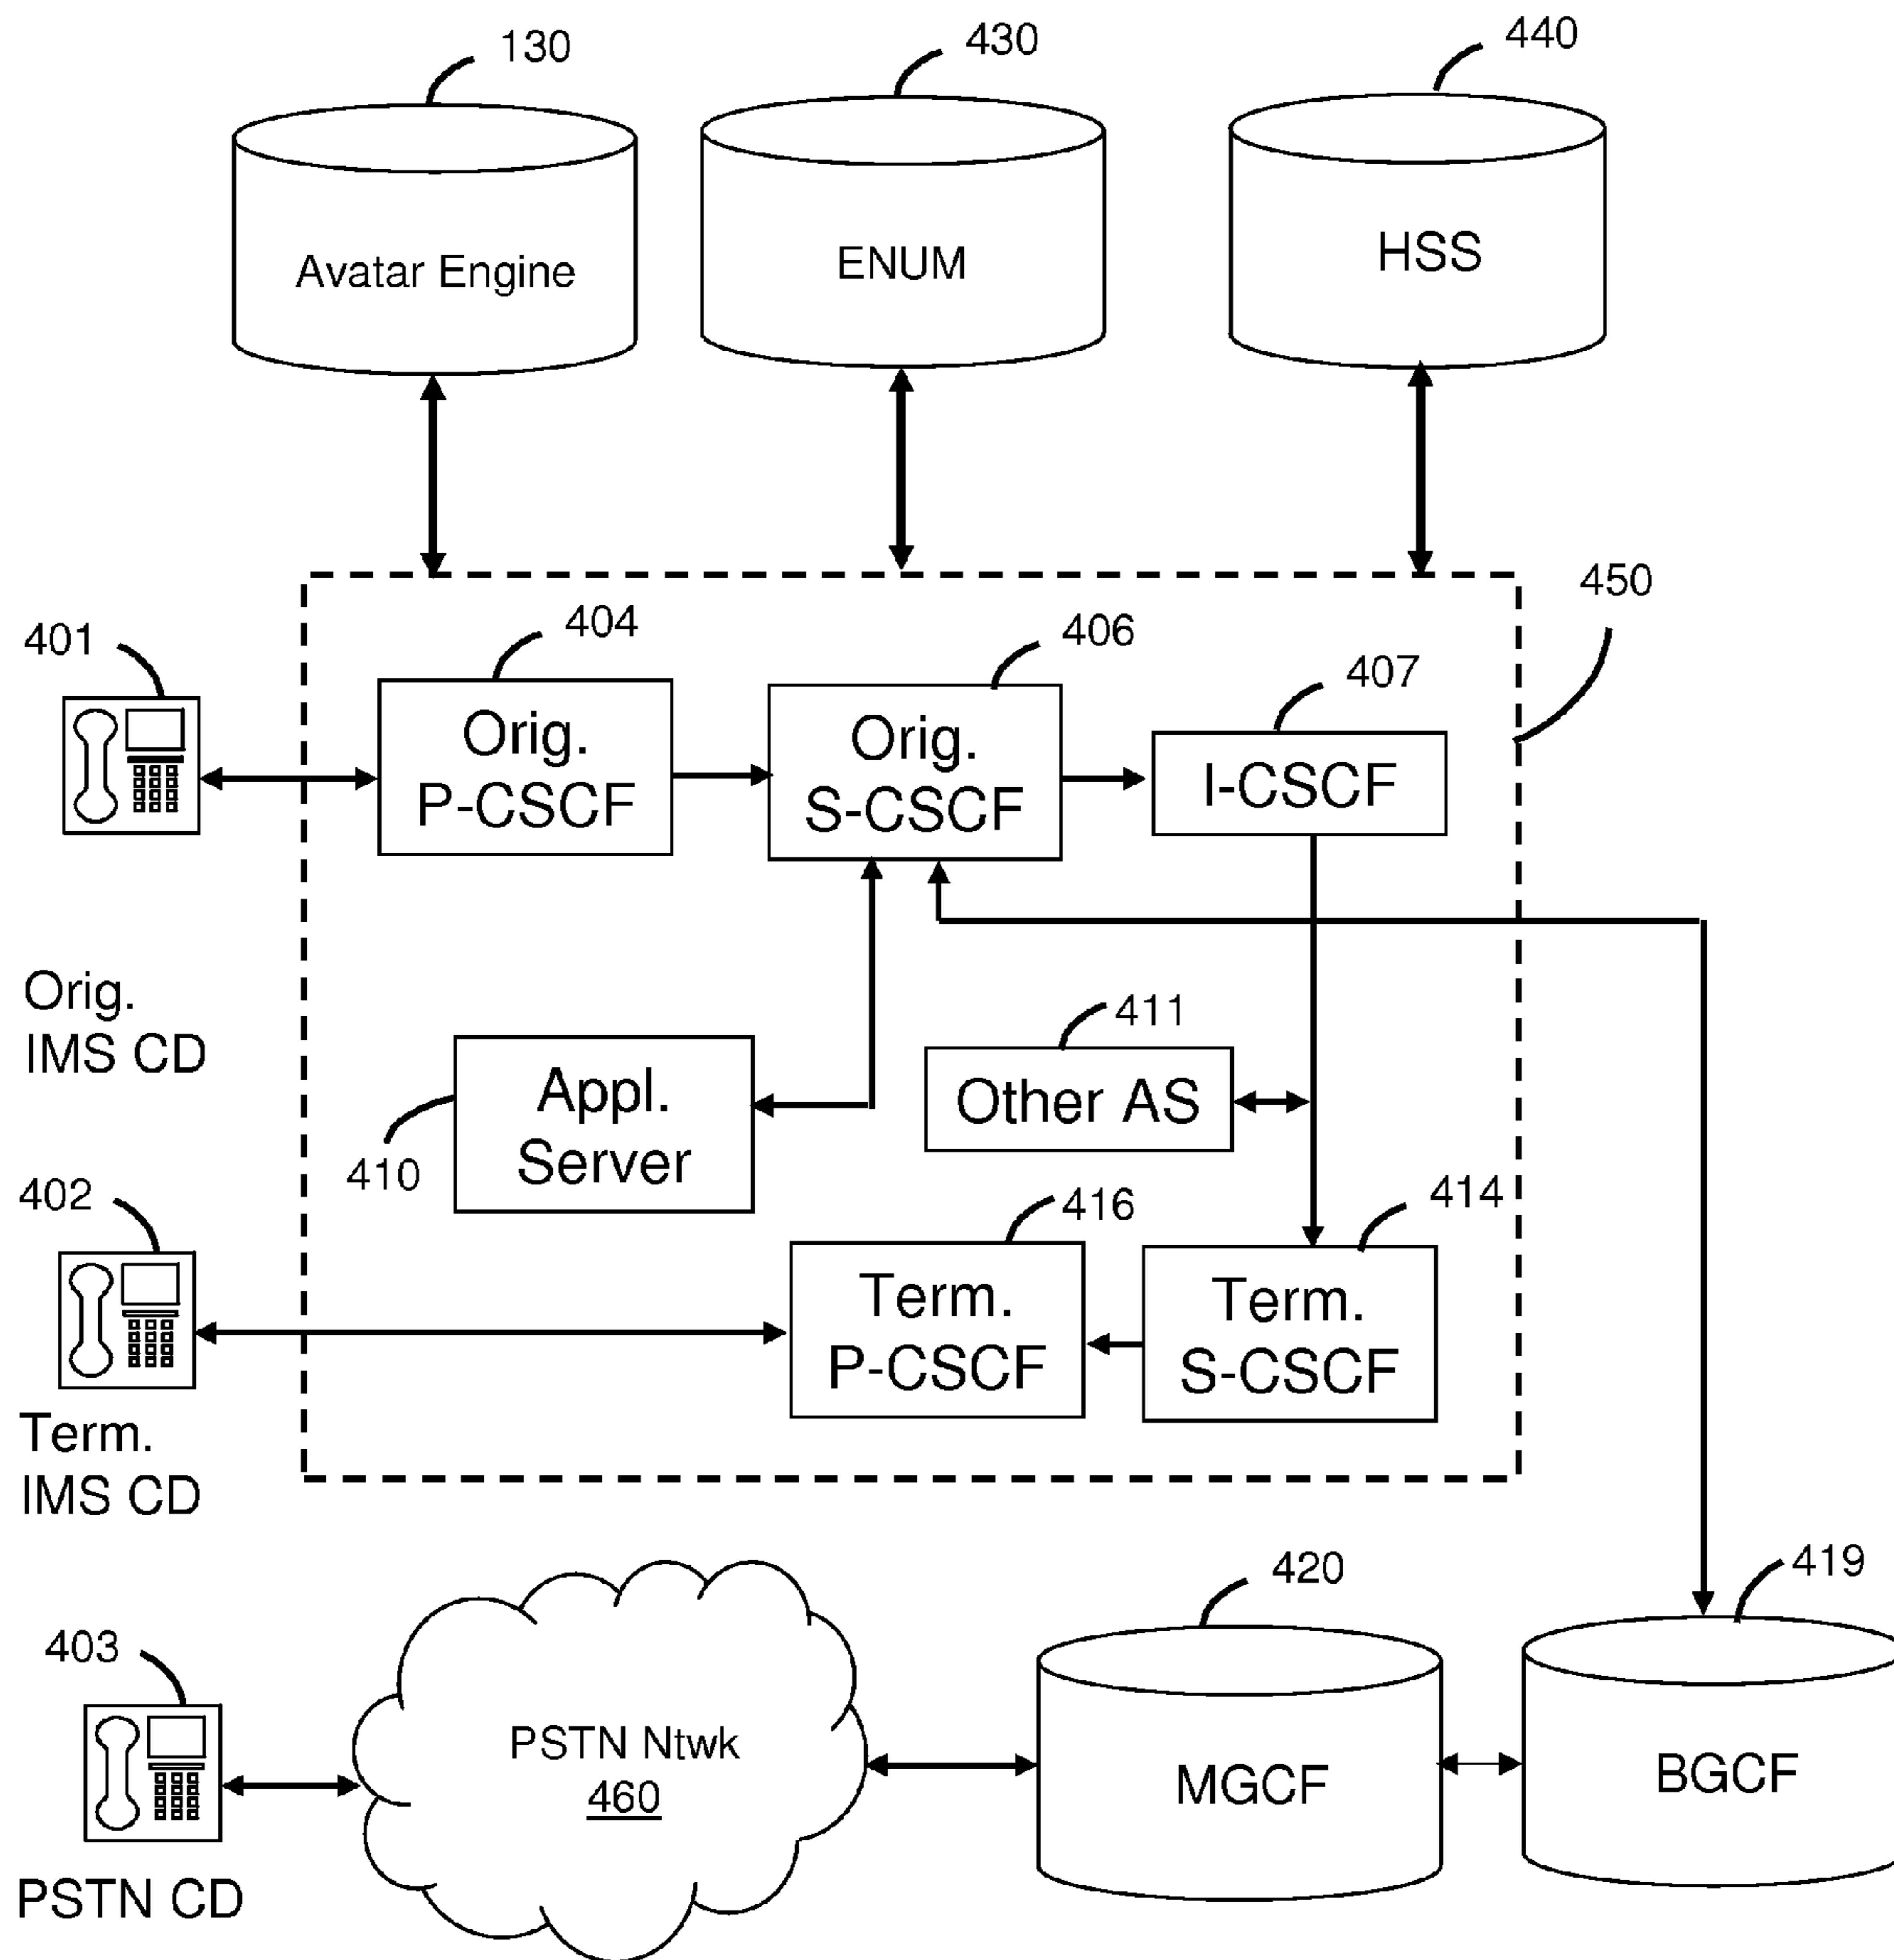 130
430
440
Avatar Engine
ENUM
HSS
450
401
404
406
407
Orig.
P-CSCF
Orig.
S-CSCF
I-CSCF
Orig.
IMS CD
411
Appl.
Server
Other AS
410
402
416
414
Term.
P-CSCF
Term.
S-CSCF
Term.
IMS CD
420
419
403
PSTN Ntwk
460
MGCF
BGCF
PSTN CD